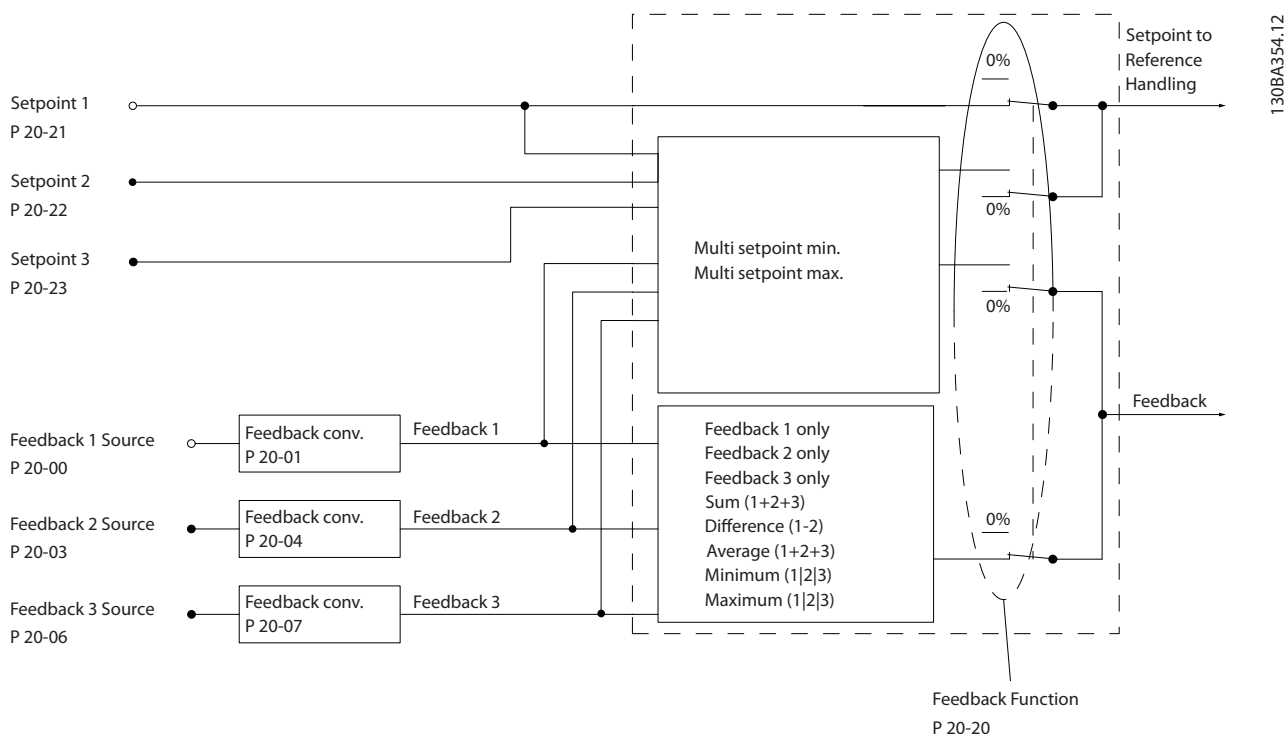 130BA354.12
Setpoint to
Reference
Handling
0%
Setpoint 1
P 20-21
Setpoint 2
P 20-22
0%
Setpoint 3
P 20-23
Multi setpoint min.
Multi setpoint max.
0%
Feedback
Feedback 1 Source
P 20-00
Feedback conv.
P 20-01
Feedback 1
Feedback 2 Source
P 20-03
Feedback conv.
P 20-04
Feedback 2
Feedback 3 Source
P 20-06
Feedback conv.
P 20-07
Feedback 3
Feedback 1 only
Feedback 2 only
Feedback 3 only
Sum (1+2+3)
Difference (1-2)
Average (1+2+3)
Minimum (1|2|3)
Maximum (1|2|3)
0%
Feedback Function
P 20-20